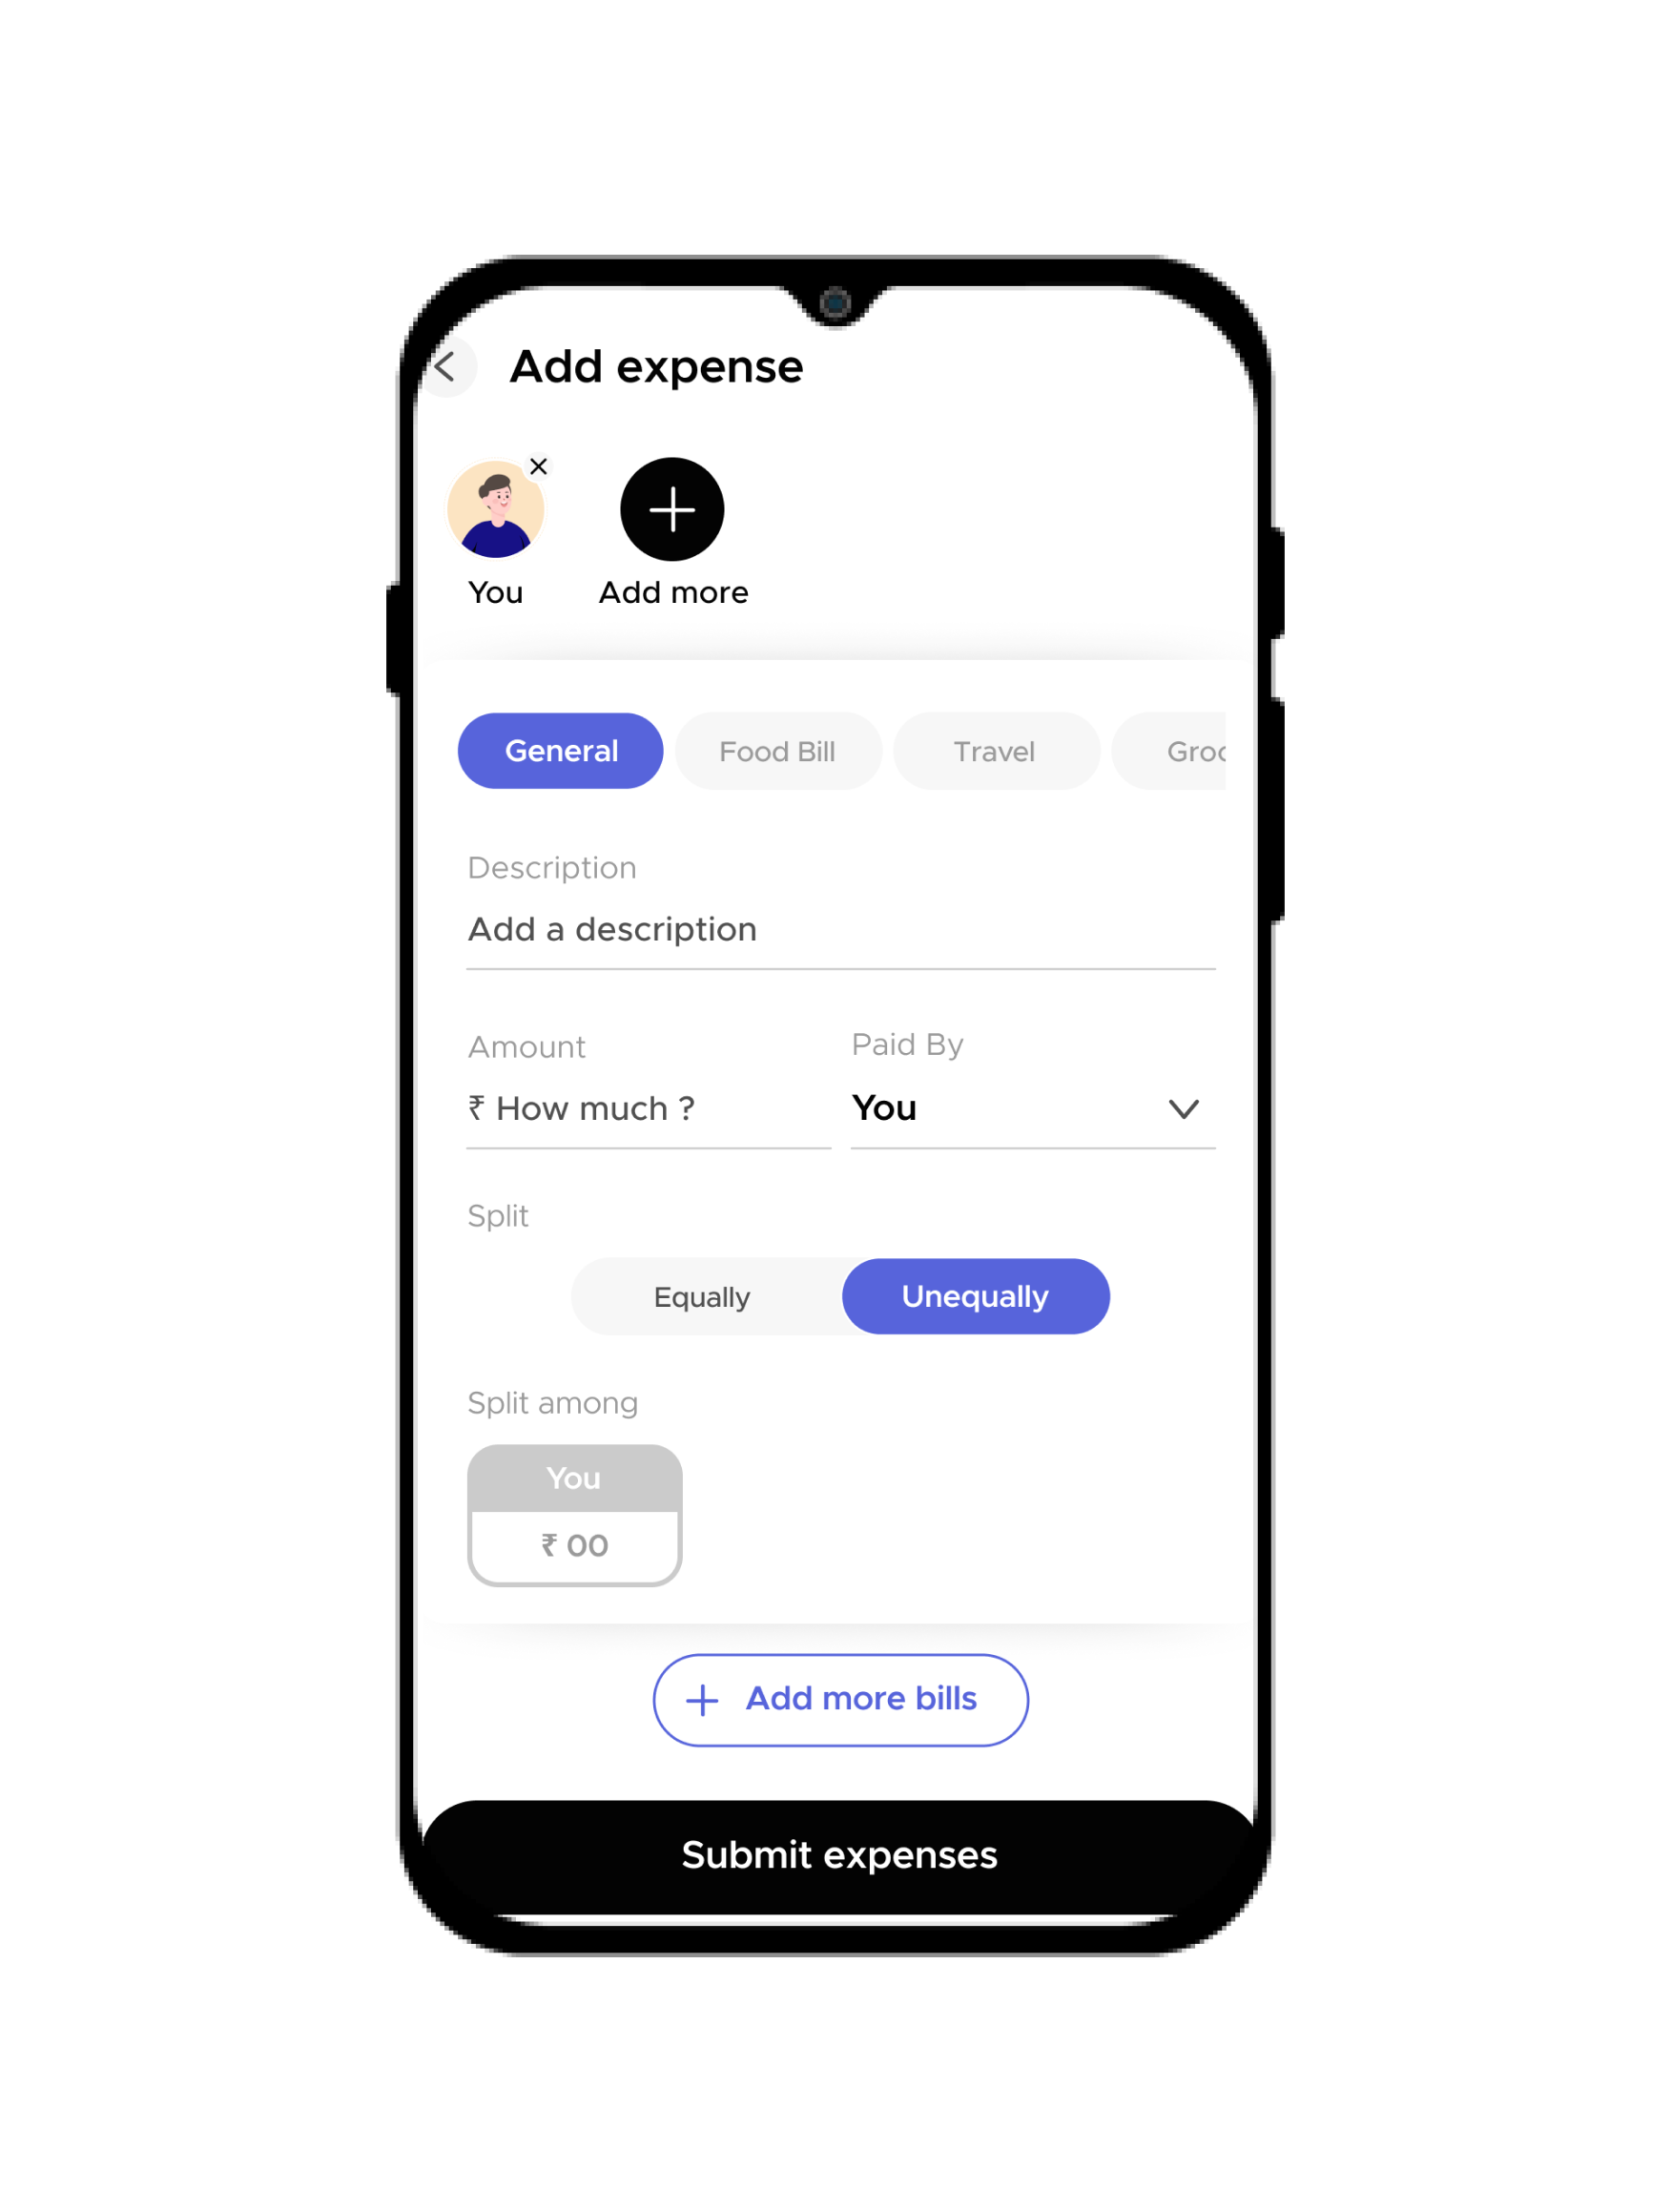 Add expense
You
Add more
General
Food Bill
Travel
Groc
Description
Add a description
Amount
Paid By
₹ How much ?
You
Split
Equally
Unequally
Split among
You
₹ 00
Add more bills
Submit expenses